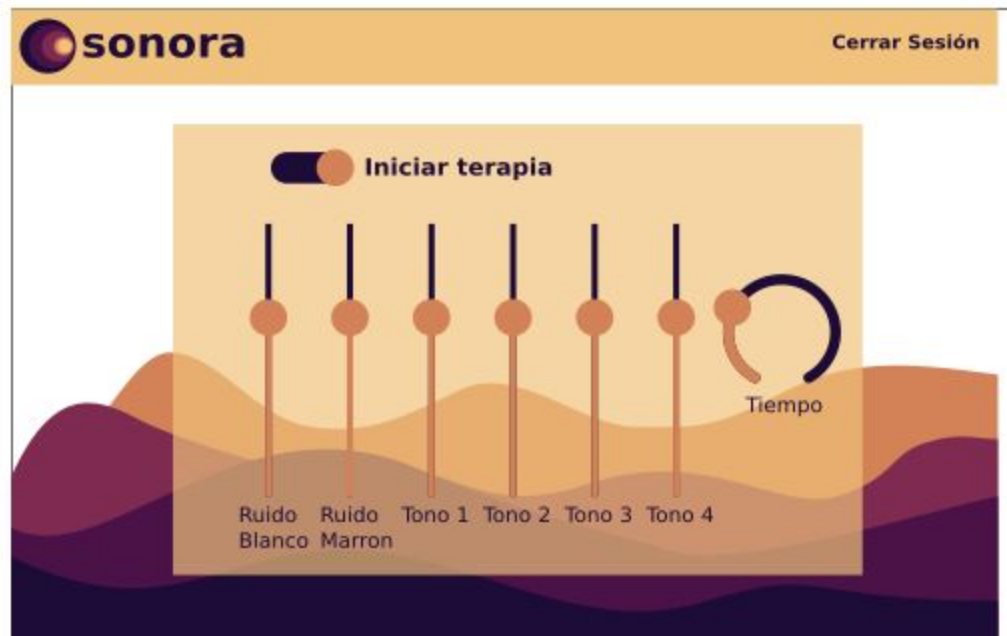 sonora
Cerrar Sesión
Iniciar terapia
Tiempo
Ruido Blanco
Ruido Marron
Tono 1
Tono 2
Tono 3
Tono 4